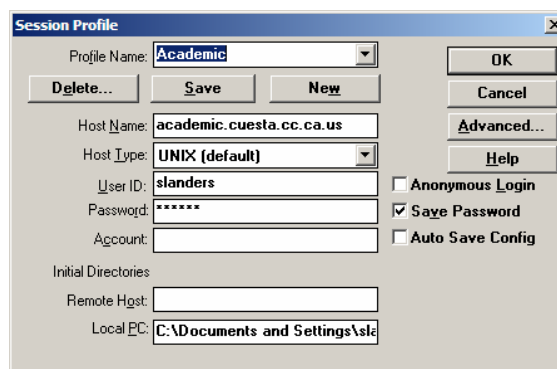 Session Profile
Profile Name: Academic
OK
Delete... Save New
Cancel
Host Name: academic.cuesta.cc.ca.us
Advanced...
Host Type: UNIX (default)
Help
User ID: slanders
Anonymous Login
Password: ******
Save Password
Account:
Auto Save Config
Initial Directories
Remote Host:
Local PC: C:\Documents and Settings\sla